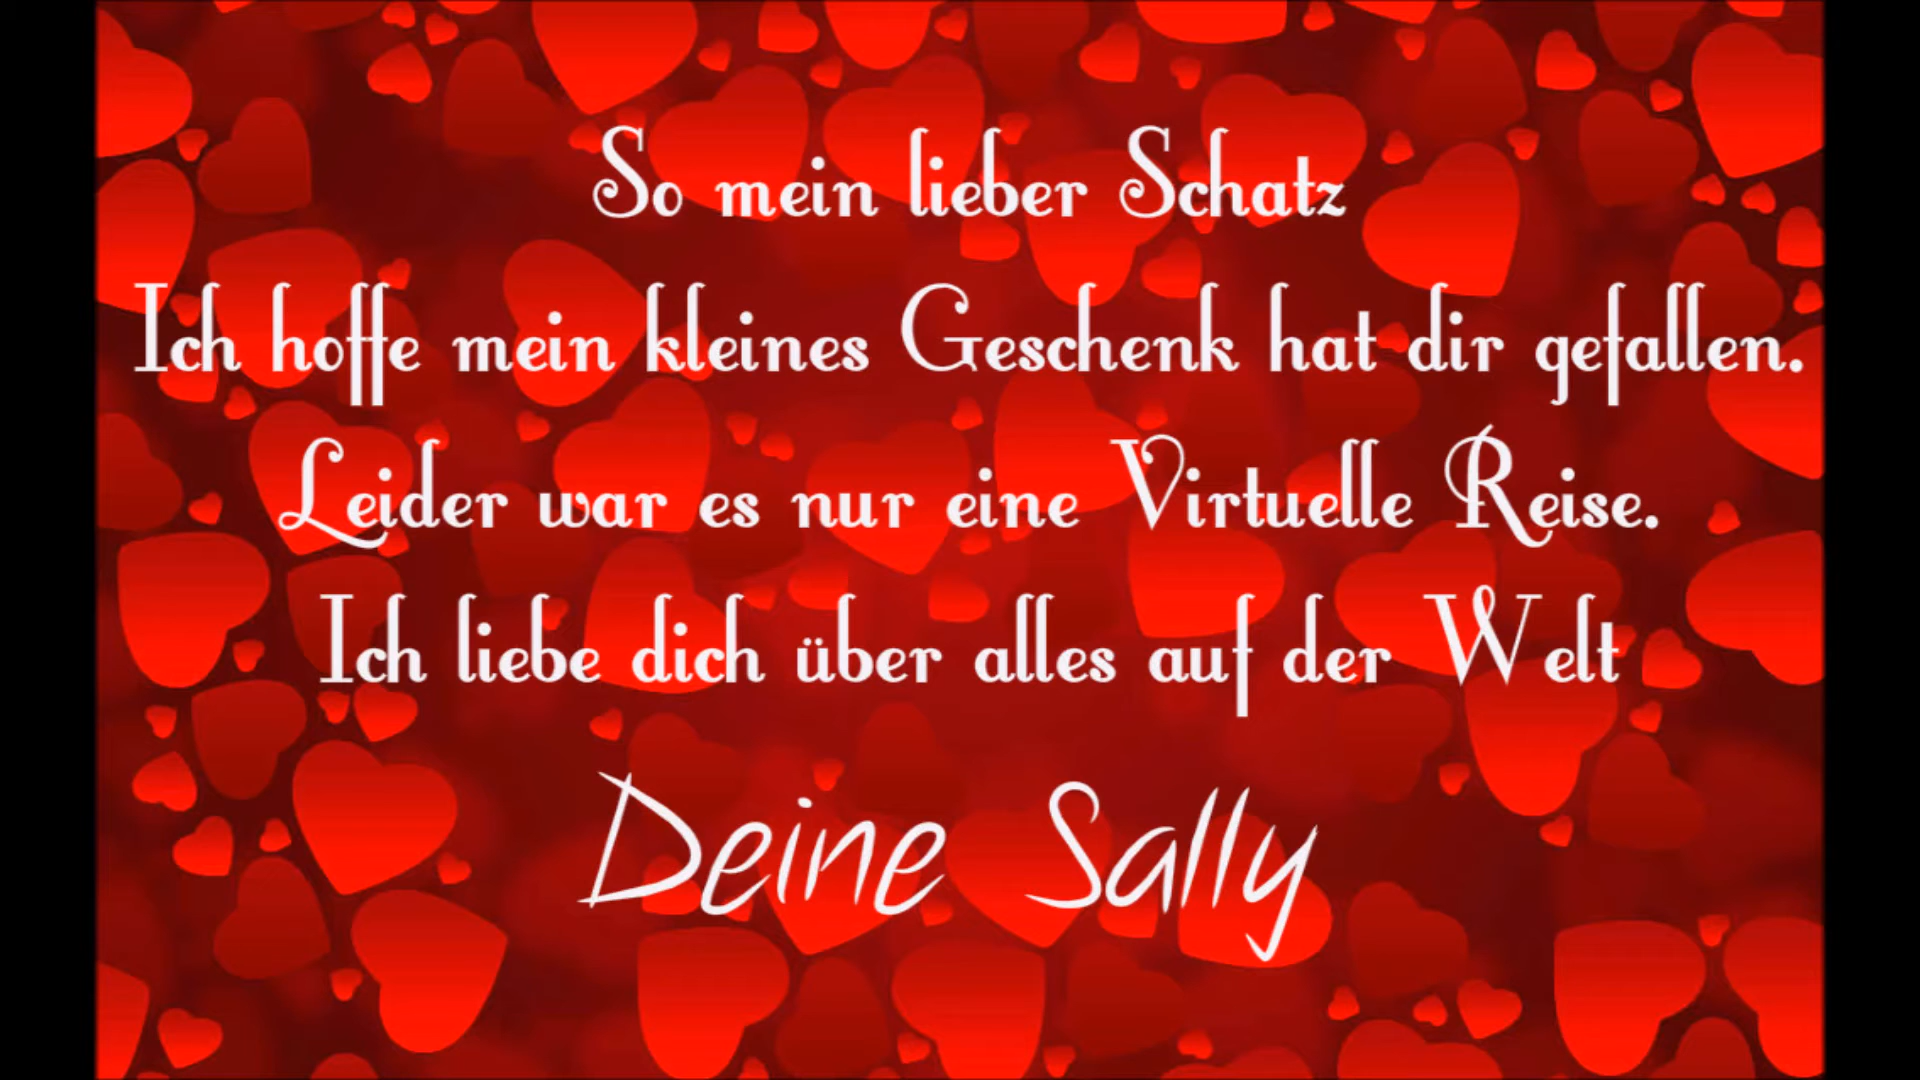 So mein lieber Schatz
Ich hoffe mein kleines Geschenk hat dir gefallen.
Leider war es nur eine Virtuelle Reise.
Ich liebe dich über alles auf der Welt
Deine Sally